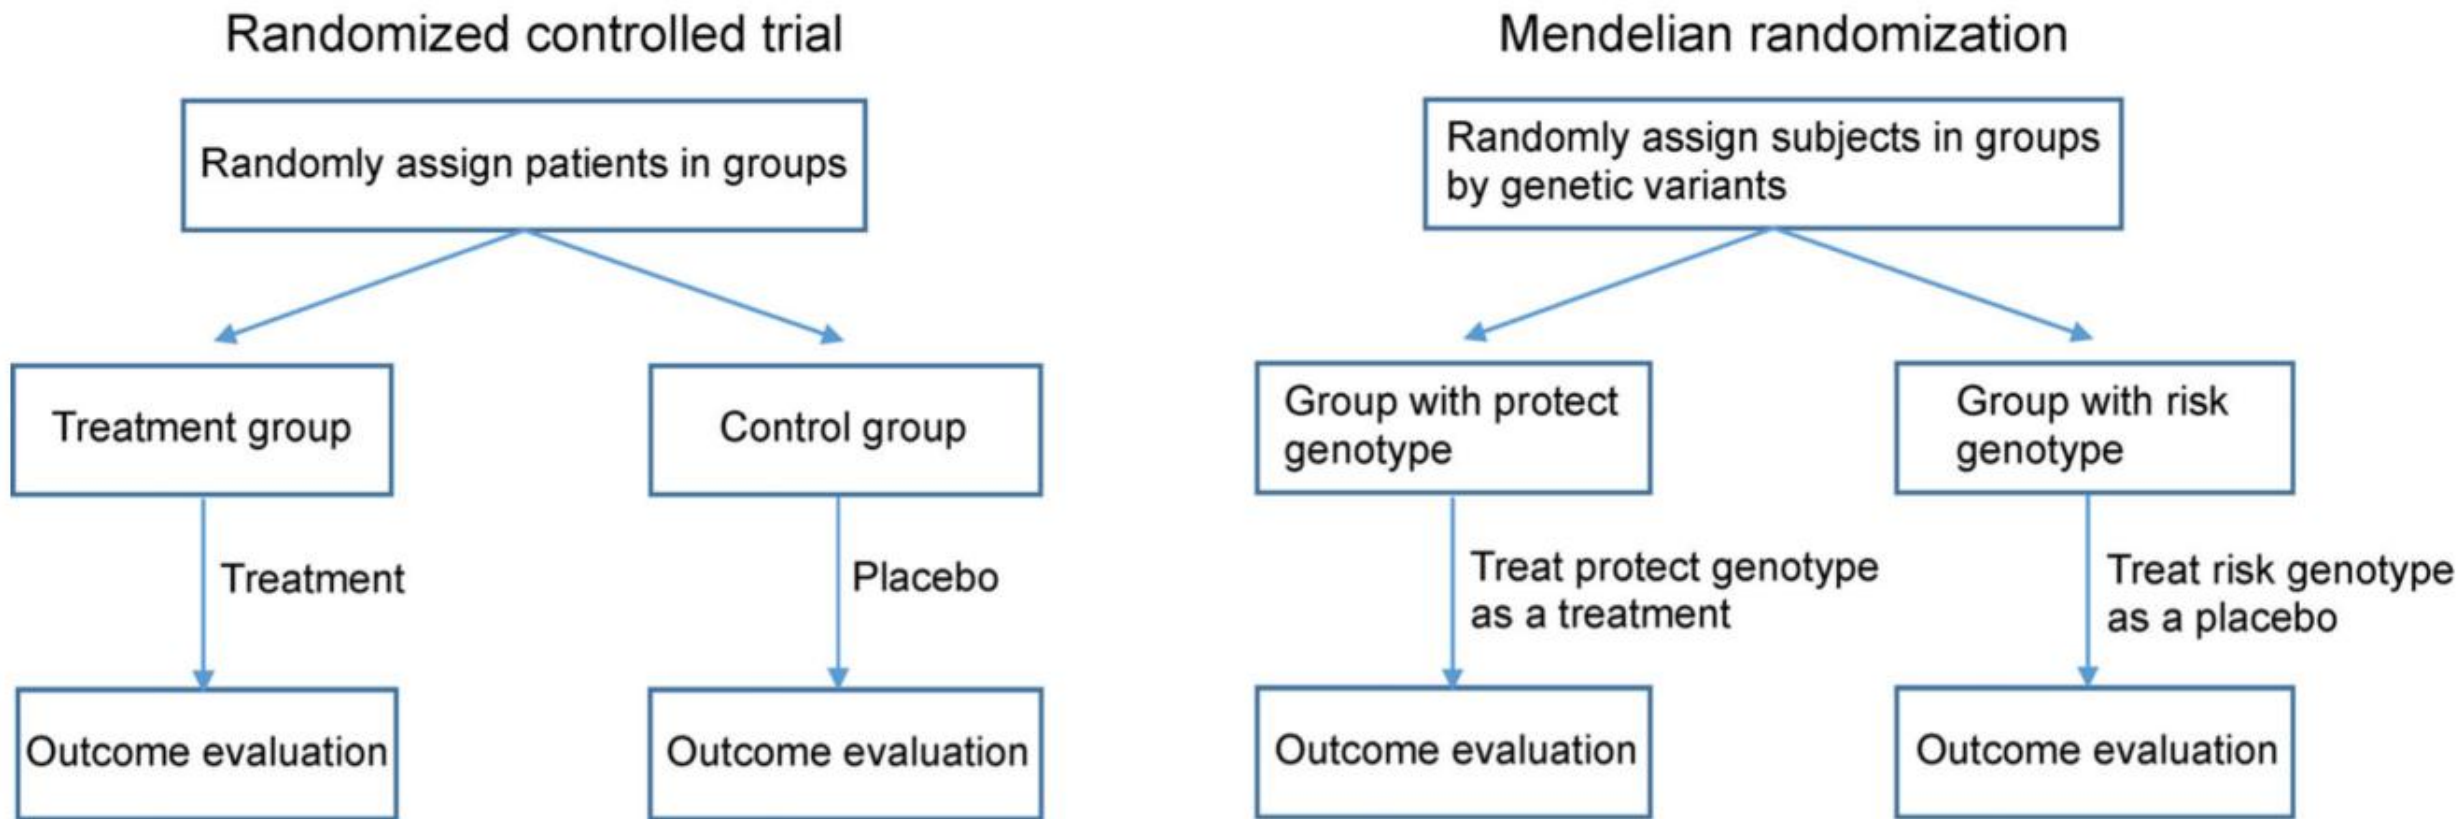 Randomized controlled trial
Randomly assign patients in groups
Treatment group
Control group
Treatment
Placebo
Outcome evaluation
Outcome evaluation
Mendelian randomization
Randomly assign subjects in groups
by genetic variants
Group with protect
genotype
Group with risk
genotype
Treat protect genotype
as a treatment
Treat risk genotype
as a placebo
Outcome evaluation
Outcome evaluation